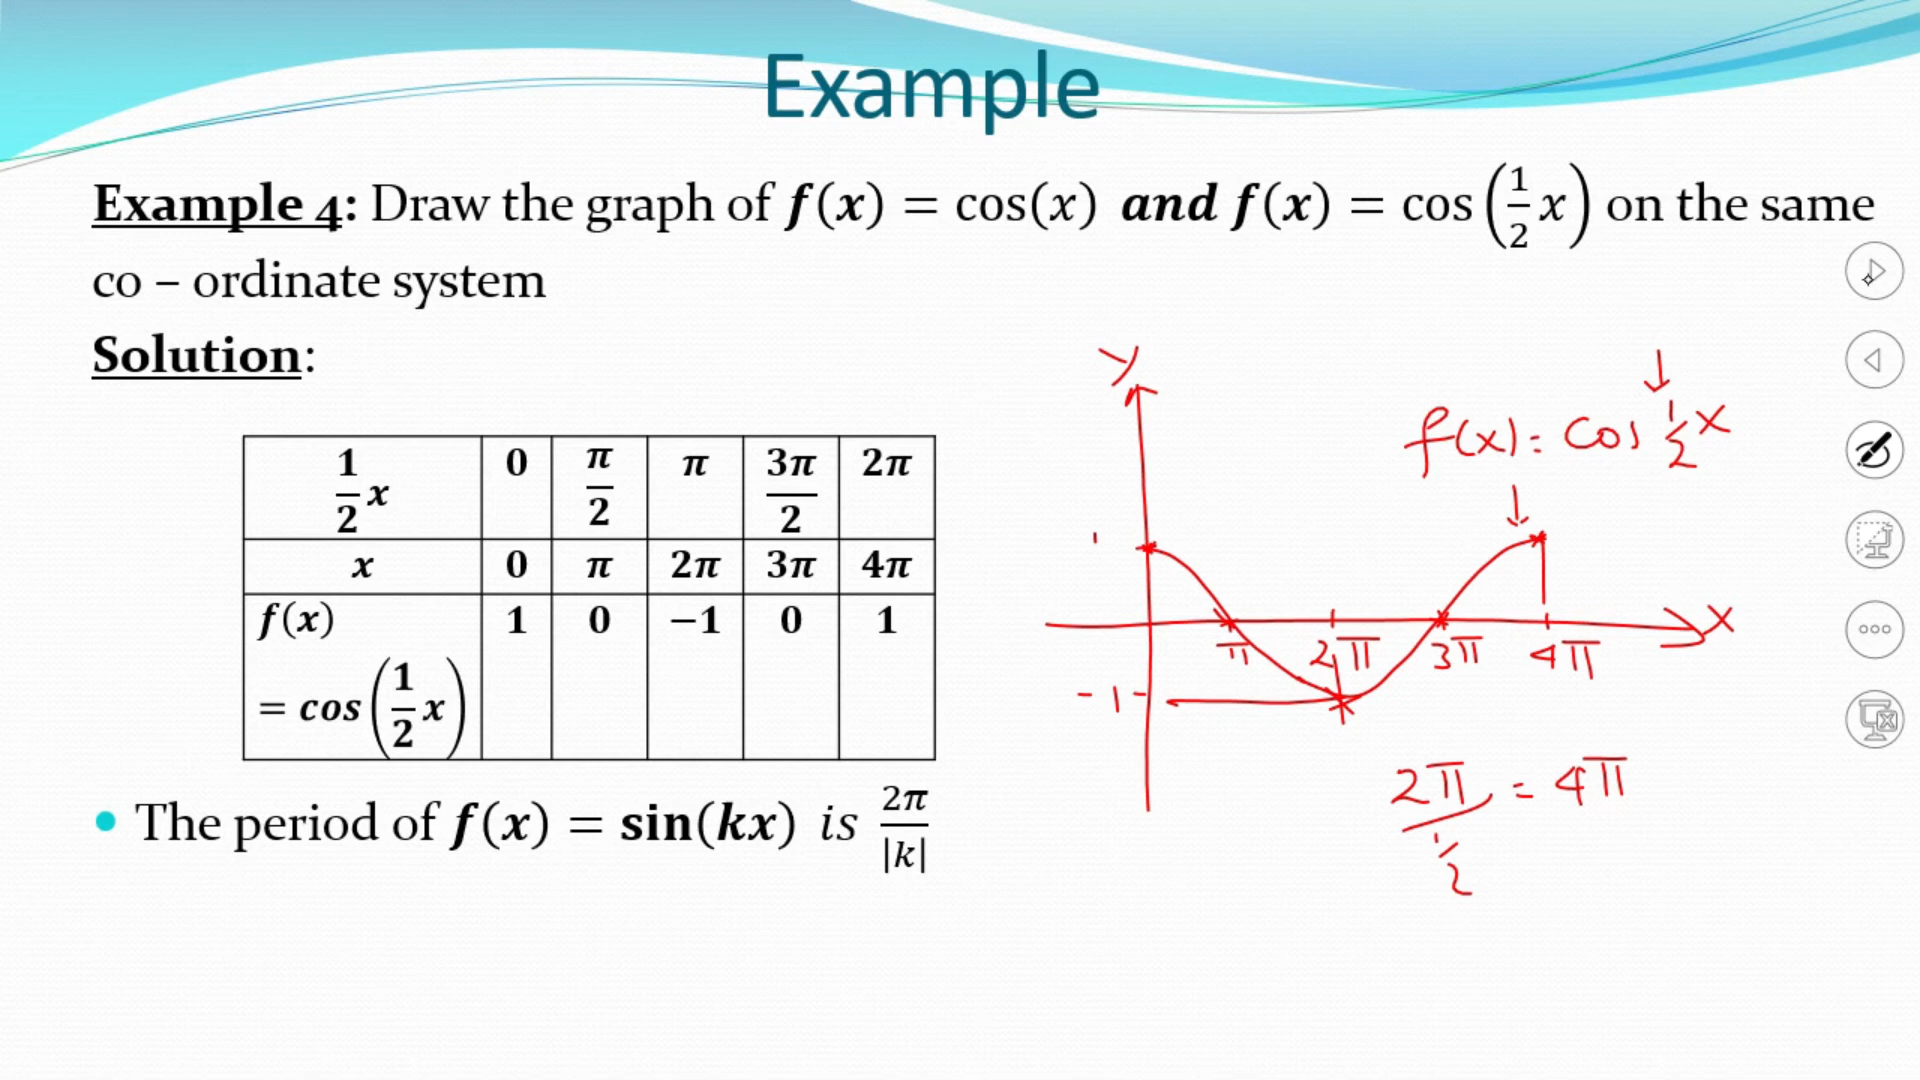 Example
Example 4: Draw the graph of f(x) = cos(x) and f(x) = cos(1/2 x) on the same
co – ordinate system
Solution:
1/2 x 0 π/2 π 3π/2 2π
x 0 π 2π 3π 4π
f(x) = cos(1/2 x) 1 0 −1 0 1
The period of f(x) = sin(kx) is 2π/|k|
y
f(x) = cos 1/2 x
1
x
π 2π 3π 4π
-1
2π/(1/2) = 4π